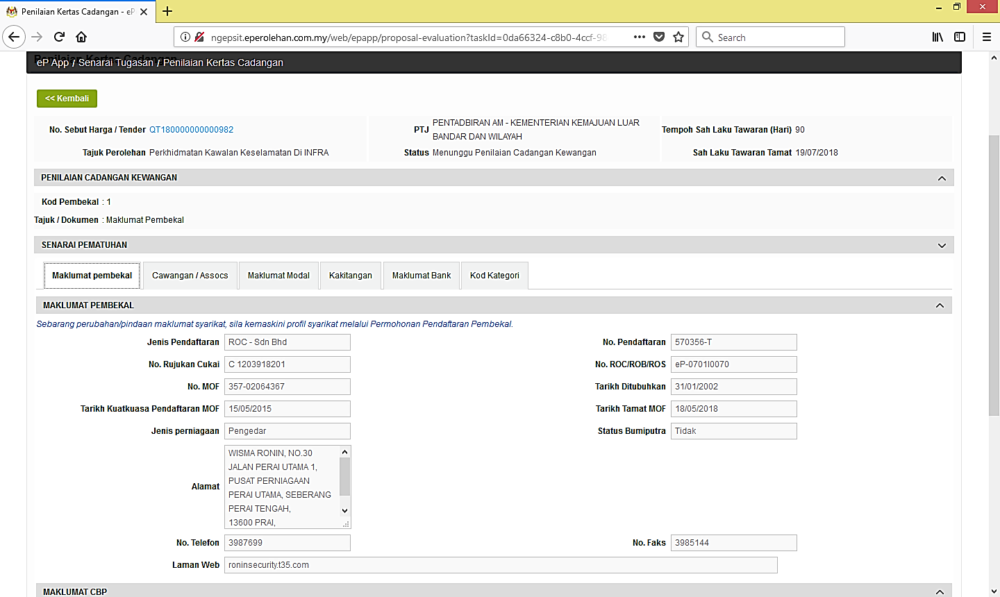 Penilaian Kertas Cadangan - eP
ngepsit.eperolehan.com.my/web/epapp/proposal-evaluation?taskId=0da66324-c8b0-4ccf-98
Search
Penilaian Kertas Cadangan
eP App / Senarai Tugasan / Penilaian Kertas Cadangan
<< Kembali
No. Sebut Harga / Tender QT180000000000982
PTJ PENTADBIRAN AM - KEMENTERIAN KEMAJUAN LUAR
BANDAR DAN WILAYAH
Tempoh Sah Laku Tawaran (Hari) 90
Tajuk Perolehan Perkhidmatan Kawalan Keselamatan Di INFRA
Status Menunggu Penilaian Cadangan Kewangan
Sah Laku Tawaran Tamat 19/07/2018
PENILAIAN CADANGAN KEWANGAN
Kod Pembekal : 1
Tajuk / Dokumen : Maklumat Pembekal
SENARAI PEMATUHAN
Maklumat pembekal Cawangan / Assocs Maklumat Modal Kakitangan Maklumat Bank Kod Kategori
MAKLUMAT PEMBEKAL
Sebarang perubahan/pindaan maklumat syarikat, sila kemaskini profil syarikat melalui Permohonan Pendaftaran Pembekal.
Jenis Pendaftaran ROC - Sdn Bhd No. Pendaftaran 570356-T
No. Rujukan Cukai C 1203918201 No. ROC/ROB/ROS eP-0701I0070
No. MOF 357-02064367 Tarikh Ditubuhkan 31/01/2002
Tarikh Kuatkuasa Pendaftaran MOF 15/05/2015 Tarikh Tamat MOF 18/05/2018
Jenis perniagaan Pengedar Status Bumiputra Tidak
Alamat WISMA RONIN, NO.30
JALAN PERAI UTAMA 1,
PUSAT PERNIAGAAN
PERAI UTAMA, SEBERANG
PERAI TENGAH,
13600 PRAI,
No. Telefon 3987699 No. Faks 3985144
Laman Web roninsecurity.t35.com
MAKLUMAT CBP